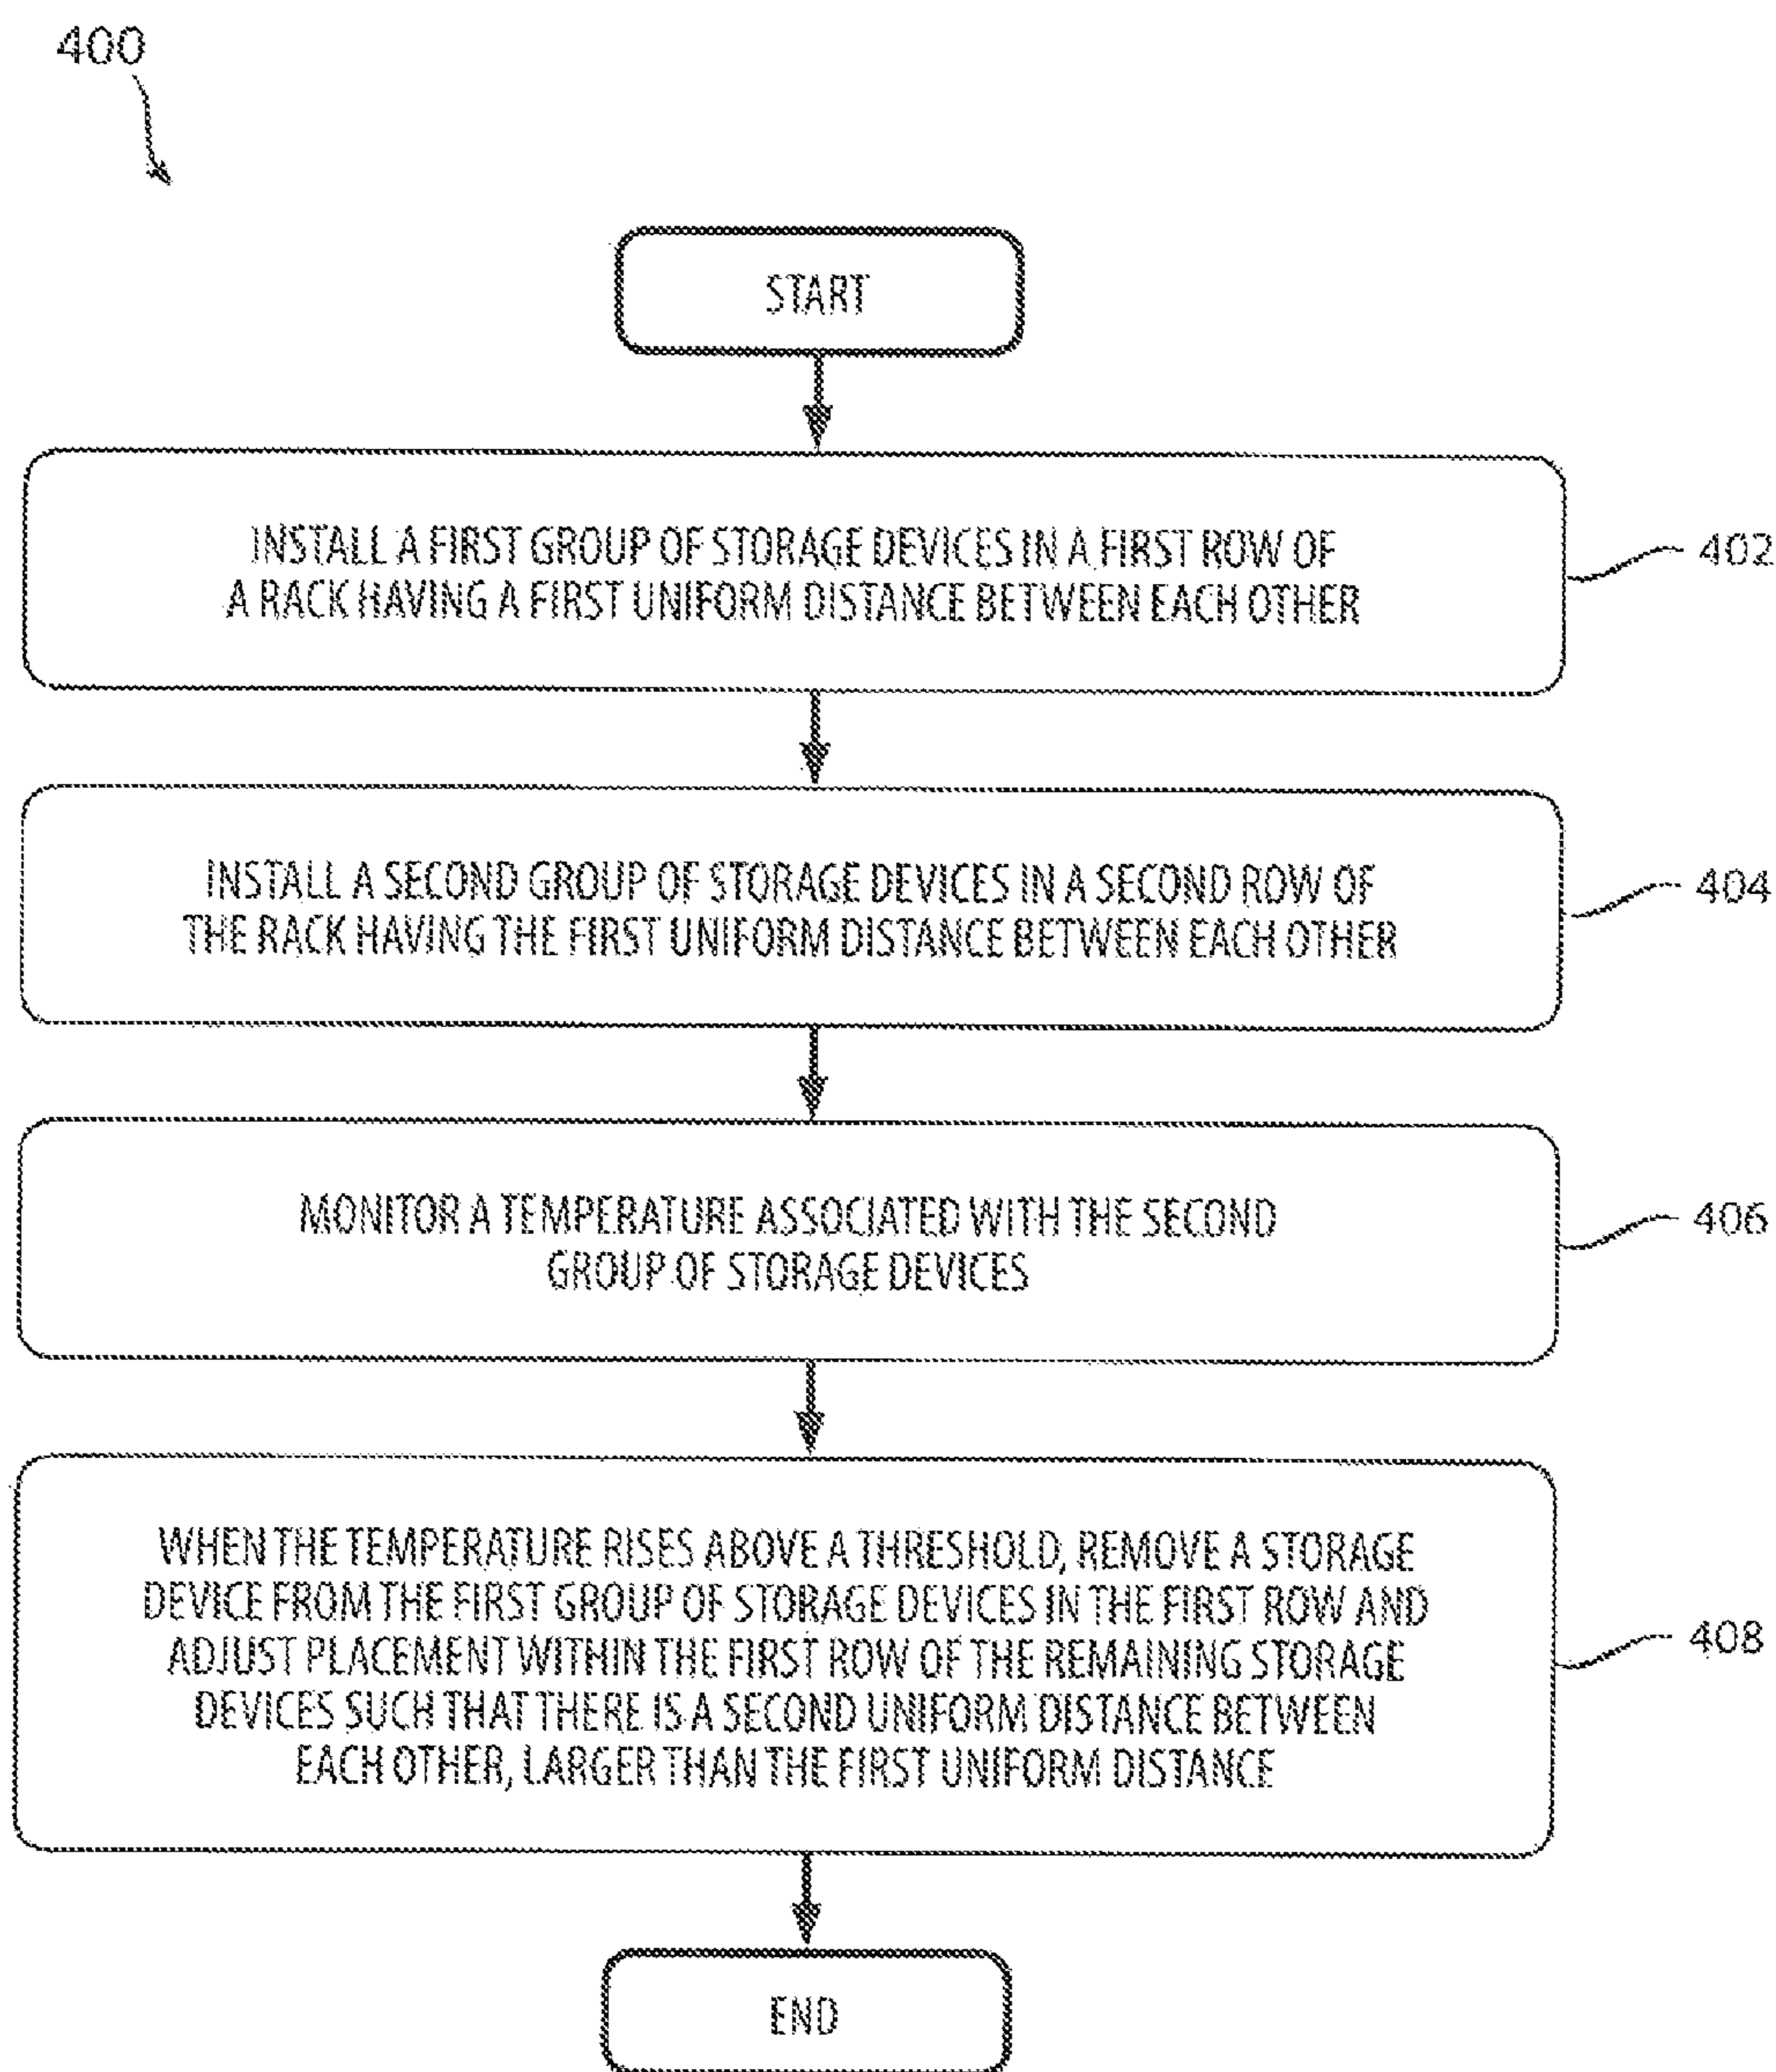 400
START
INSTALL A FIRST GROUP OF STORAGE DEVICES IN A FIRST ROW OF
A RACK HAVING A FIRST UNIFORM DISTANCE BETWEEN EACH OTHER
402
INSTALL A SECOND GROUP OF STORAGE DEVICES IN A SECOND ROW OF
THE RACK HAVING THE FIRST UNIFORM DISTANCE BETWEEN EACH OTHER
404
MONITOR A TEMPERATURE ASSOCIATED WITH THE SECOND
GROUP OF STORAGE DEVICES
406
WHEN THE TEMPERATURE RISES ABOVE A THRESHOLD, REMOVE A STORAGE
DEVICE FROM THE FIRST GROUP OF STORAGE DEVICES IN THE FIRST ROW AND
ADJUST PLACEMENT WITHIN THE FIRST ROW OF THE REMAINING STORAGE
DEVICES SUCH THAT THERE IS A SECOND UNIFORM DISTANCE BETWEEN
EACH OTHER, LARGER THAN THE FIRST UNIFORM DISTANCE
408
END